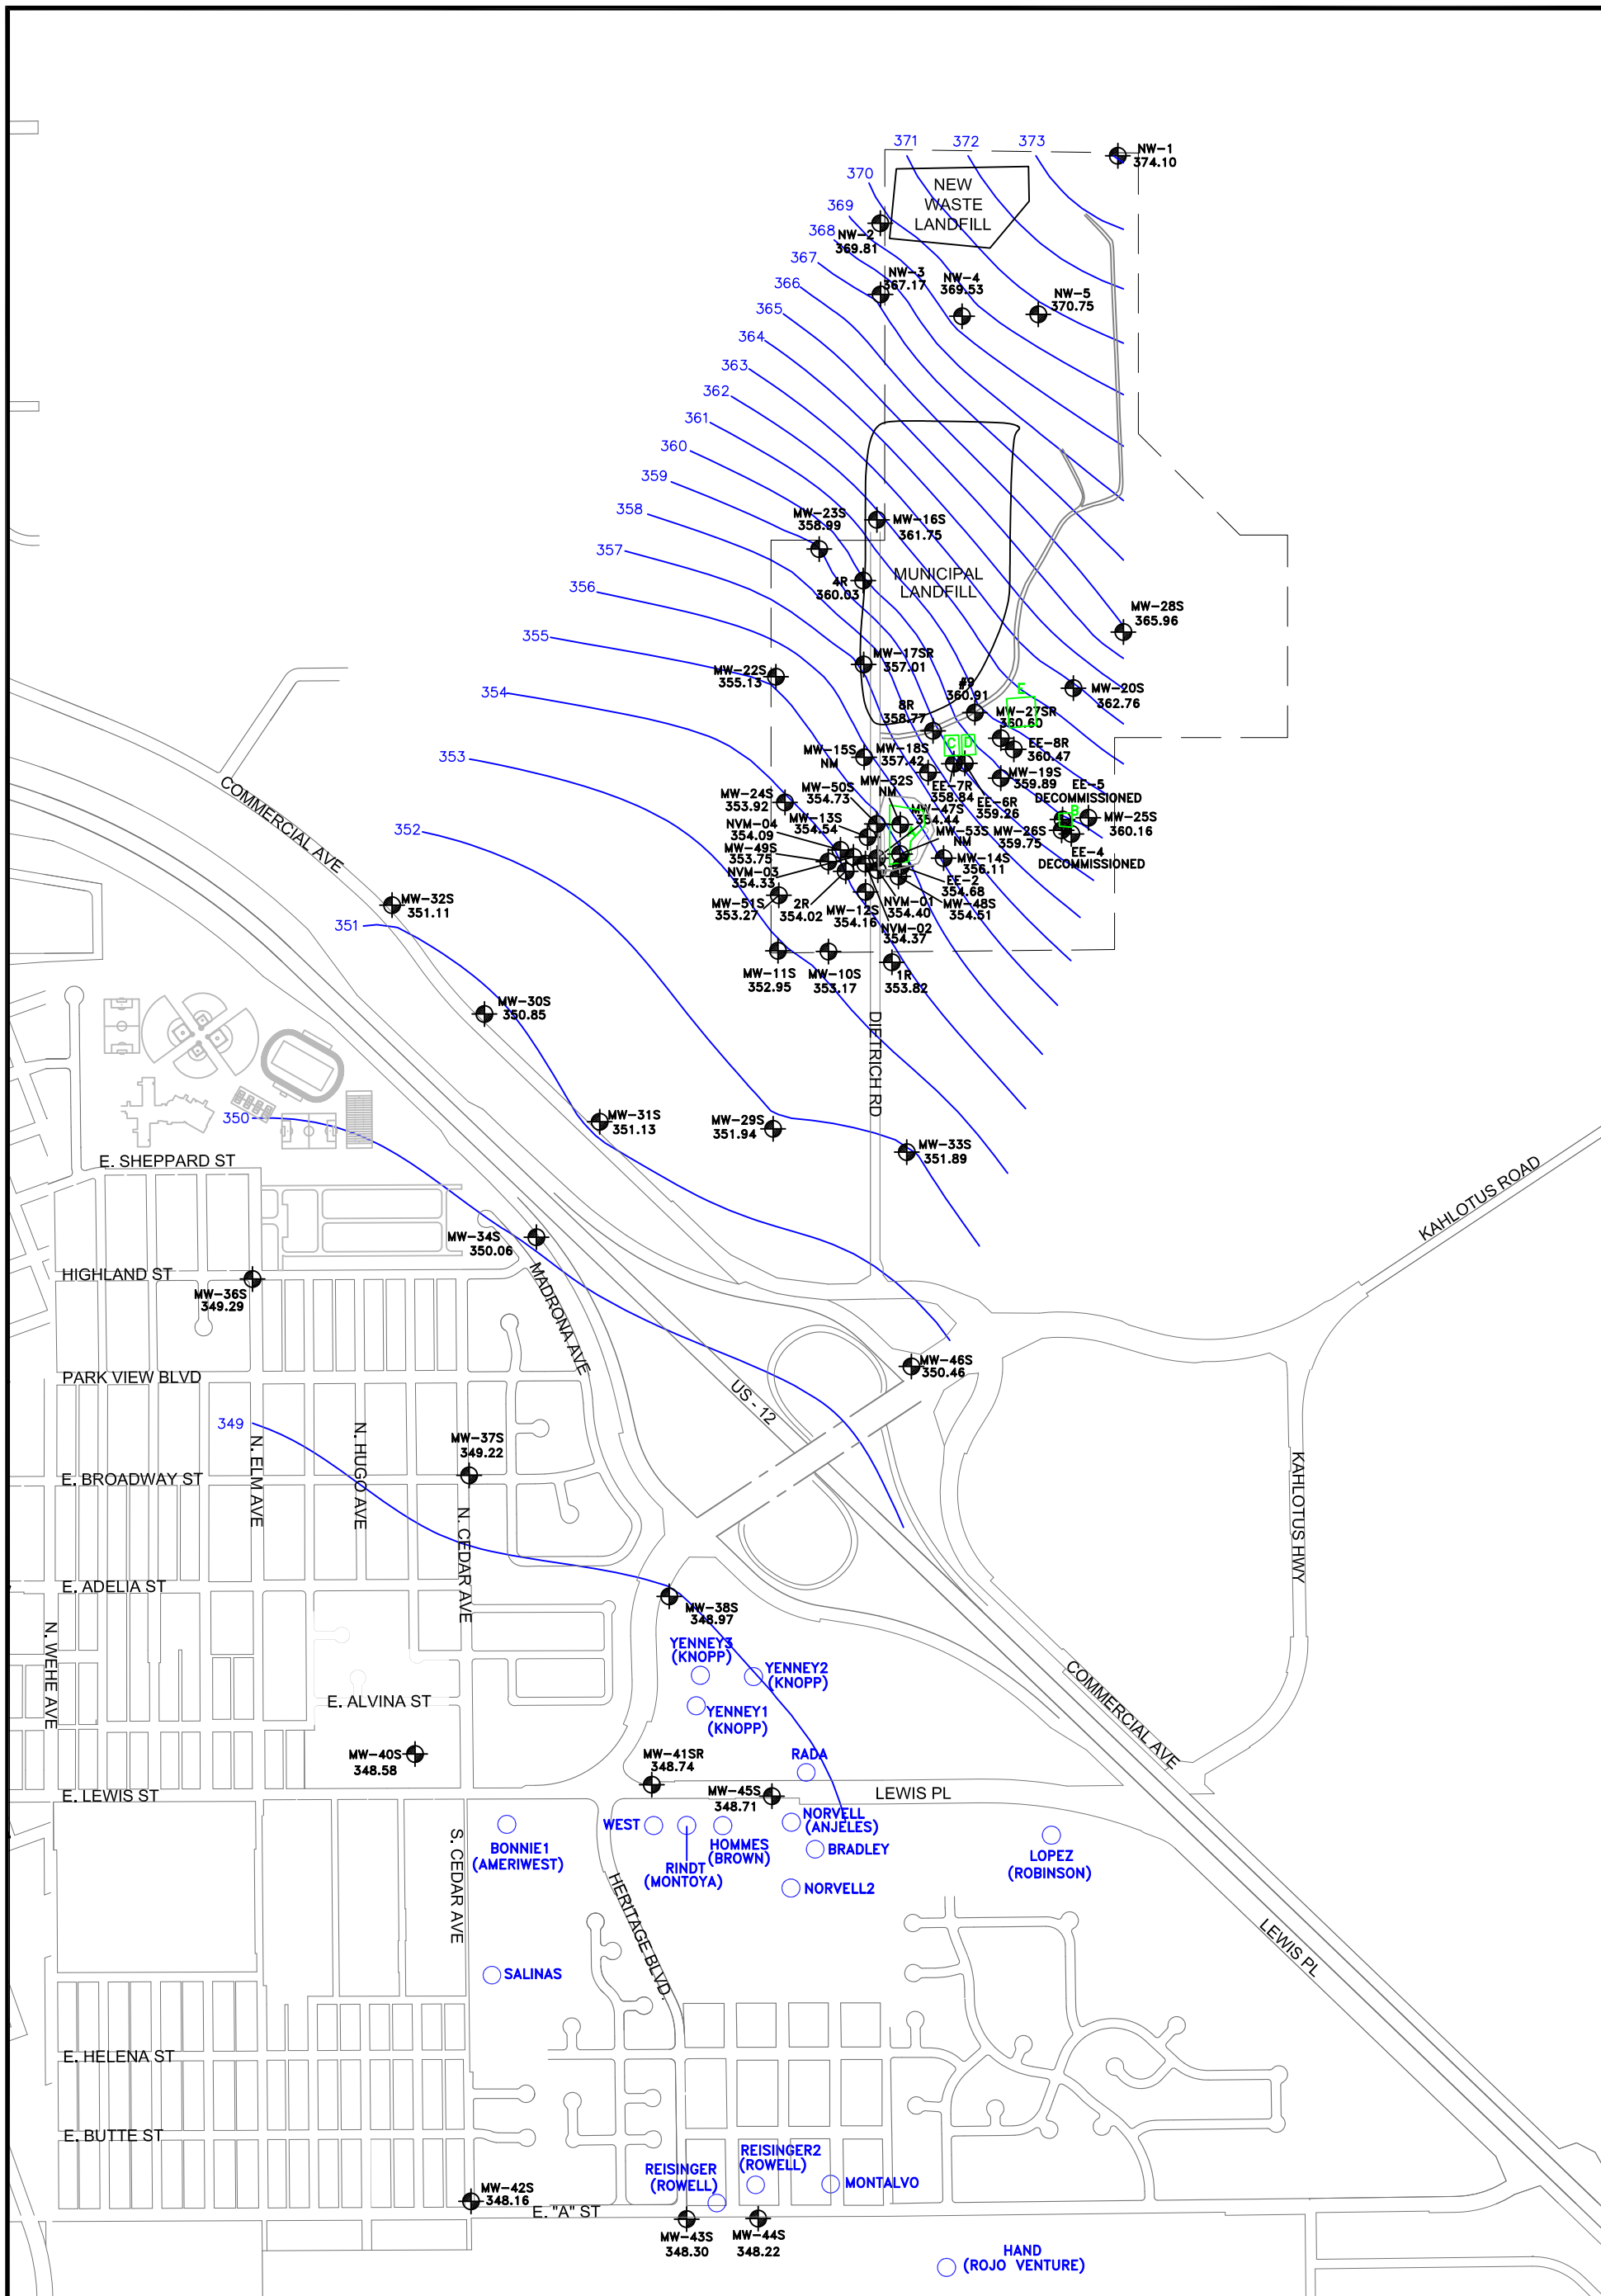 371
372
373
NW-1
374.10
370
NEW
WASTE
LANDFILL
369
NW-2
369.81
368
367
NW-3
367.17
NW-4
369.53
NW-5
370.75
366
365
364
363
362
361
360
359
358
357
356
355
354
353
352
351
350
349
MW-23S
358.99
MW-16S
361.75
4R
360.03
MUNICIPAL
LANDFILL
MW-28S
365.96
MW-17SR
357.01
MW-22S
355.13
#9
360.91
E
MW-20S
362.76
8R
358.77
MW-27SR
360.60
C
D
EE-8R
360.47
MW-15S
NM
MW-18S
357.42
MW-19S
359.89
EE-7R
358.84
EE-6R
359.26
EE-5
DECOMMISSIONED
MW-52S
NM
MW-50S
354.73
MW-24S
353.92
MW-47S
354.44
B
MW-25S
360.16
MW-13S
354.54
NVM-04
354.09
A
MW-53S
NM
MW-26S
359.75
EE-4
DECOMMISSIONED
MW-49S
353.75
MW-14S
356.11
NVM-03
354.33
EE-2
354.68
MW-51S
353.27
2R
354.02
MW-12S
354.16
NVM-01
354.40
MW-48S
354.51
NVM-02
354.37
MW-11S
352.95
MW-10S
353.17
1R
353.82
COMMERCIAL AVE
MW-32S
351.11
MW-30S
350.85
DIETRICH RD
MW-31S
351.13
MW-29S
351.94
MW-33S
351.89
E. SHEPPARD ST
KAHLOTUS ROAD
MW-34S
350.06
HIGHLAND ST
MW-36S
349.29
MADRONA AVE
MW-46S
350.46
PARK VIEW BLVD
US - 12
MW-37S
349.22
N. ELM AVE
N. HUGO AVE
E. BROADWAY ST
N. CEDAR AVE
KAHLOTUS HWY
E. ADELIA ST
MW-38S
348.97
N. WEHE AVE
YENNEY3
(KNOPP)
YENNEY2
(KNOPP)
YENNEY1
(KNOPP)
COMMERCIAL AVE
E. ALVINA ST
MW-40S
348.58
MW-41SR
348.74
RADA
MW-45S
348.71
E. LEWIS ST
LEWIS PL
WEST
NORVELL
(ANJELES)
BONNIE1
(AMERIWEST)
HOMMES
(BROWN)
BRADLEY
LOPEZ
(ROBINSON)
RINDT
(MONTOYA)
NORVELL2
S. CEDAR AVE
HERITAGE BLVD.
LEWIS PL
SALINAS
E. HELENA ST
E. BUTTE ST
REISINGER2
(ROWELL)
REISINGER
(ROWELL)
MONTALVO
MW-42S
348.16
E. "A" ST
MW-43S
348.30
MW-44S
348.22
HAND
(ROJO VENTURE)